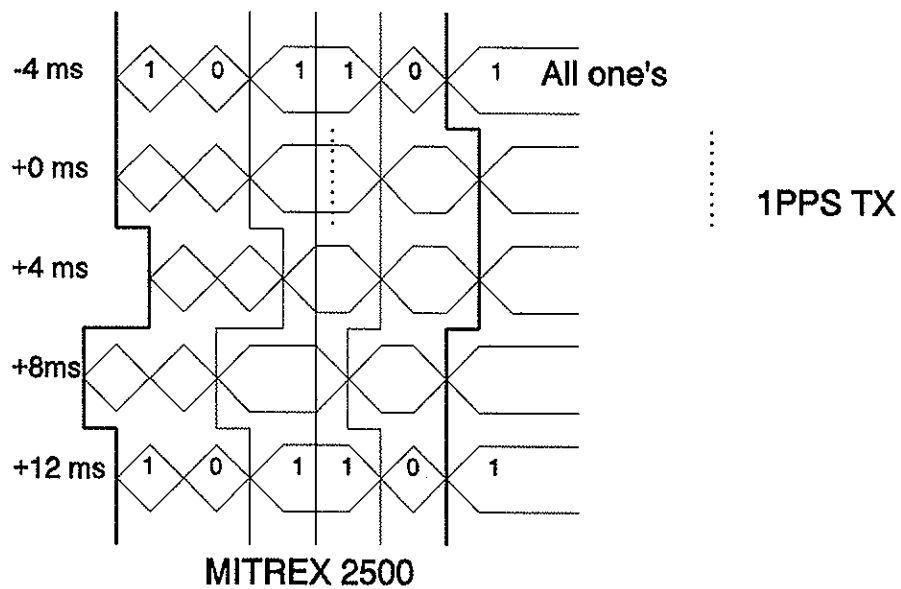 -4 ms 1 0 1 1 0 1 All one's
+0 ms
1PPS TX
+4 ms
+8ms
+12 ms 1 0 1 1 0 1
MITREX 2500